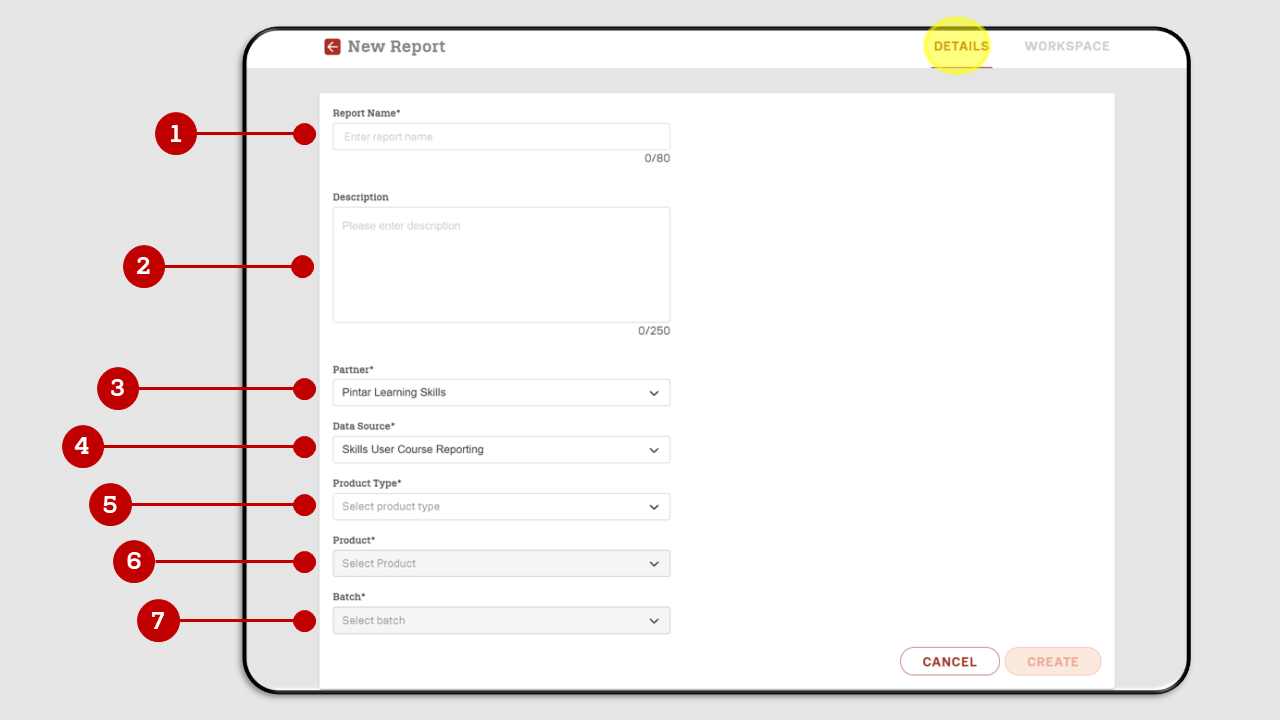 New Report
DETAILS
WORKSPACE
1
Report Name*
Enter report name
0/80
Description
2
Please enter description
0/250
3
Partner*
Pintar Learning Skills
4
Data Source*
Skills User Course Reporting
5
Product Type*
Select product type
6
Product*
Select Product
7
Batch*
Select batch
CANCEL
CREATE